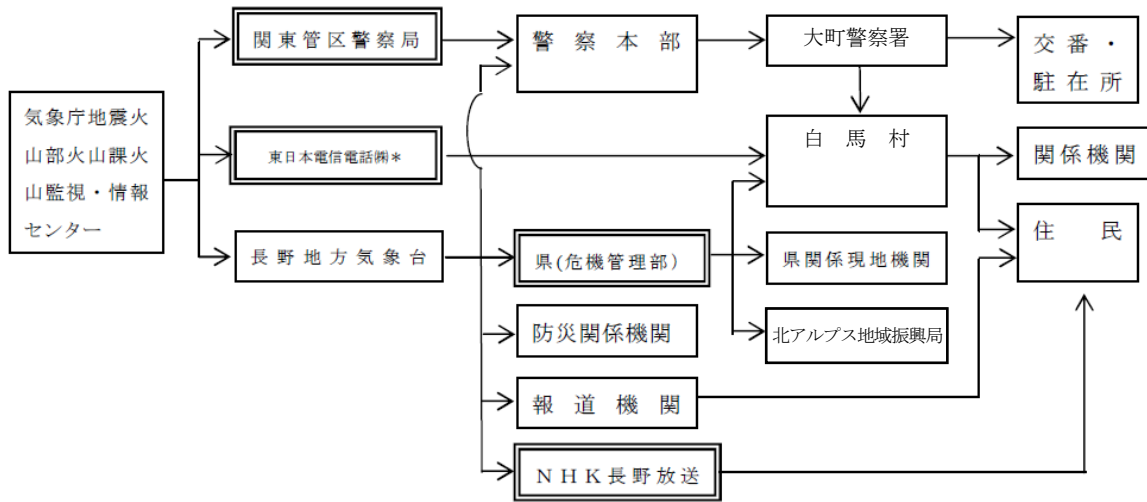 関東管区警察局
警察本部
大町警察署
交番・
駐在所
気象庁地震火
山部火山課火
山監視・情報
センター
東日本電信電話㈱*
白馬村
関係機関
長野地方気象台
県(危機管理部)
県関係現地機関
住民
防災関係機関
北アルプス地域振興局
報道機関
NHK長野放送